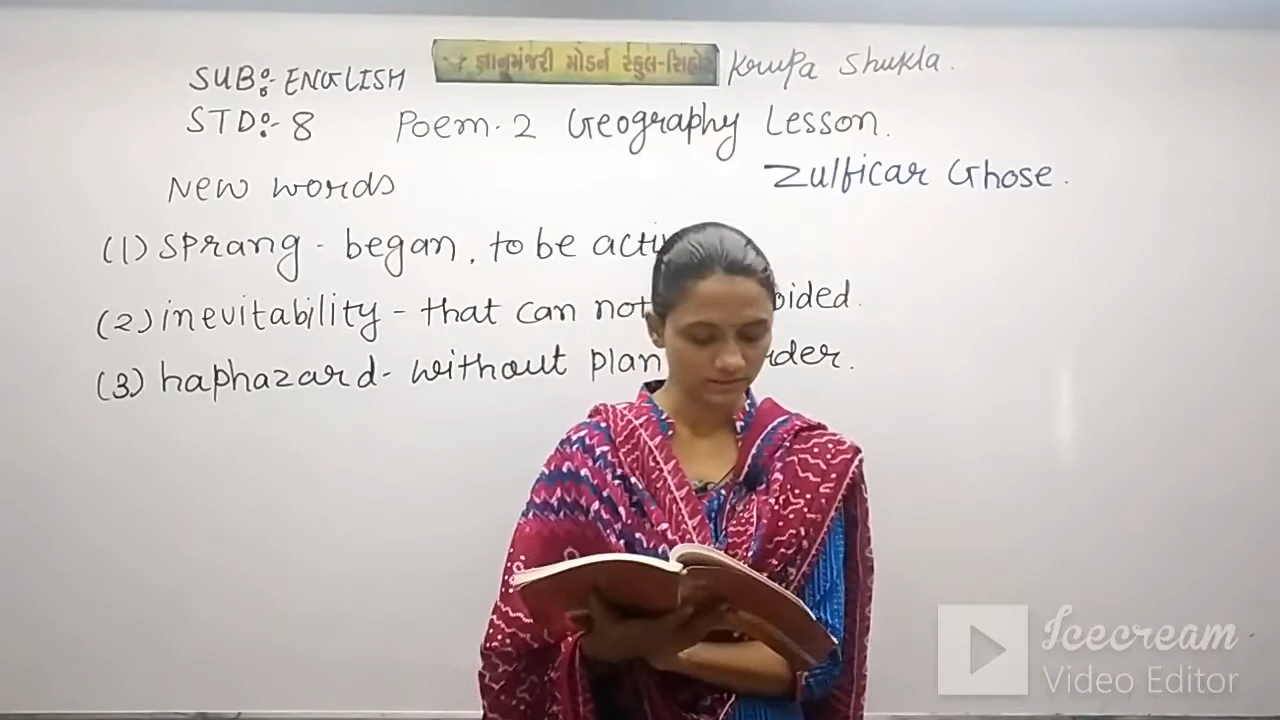 SUB:- ENGLISH જ્ઞાનમંજરી મોડર્ન સ્કુલ-સિહોર Krupa Shukla.
STD:- 8 Poem-2 Geography Lesson.
New words Zulficar Ghose.
(1) sprang - began, to be acti
(2) inevitability - that can not oided.
(3) haphazard - without plan rder.
Icecream
Video Editor